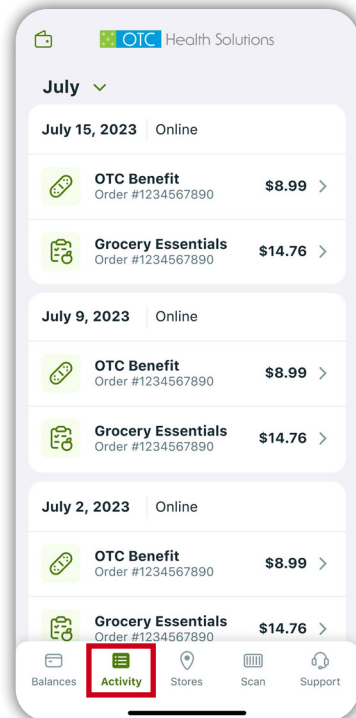 OTC Health Solutions
July
July 15, 2023 Online
OTC Benefit $8.99
Order #1234567890
Grocery Essentials $14.76
Order #1234567890
July 9, 2023 Online
OTC Benefit $8.99
Order #1234567890
Grocery Essentials $14.76
Order #1234567890
July 2, 2023 Online
OTC Benefit $8.99
Order #1234567890
Grocery Essentials $14.76
Order #1234567890
Balances Activity Stores Scan Support